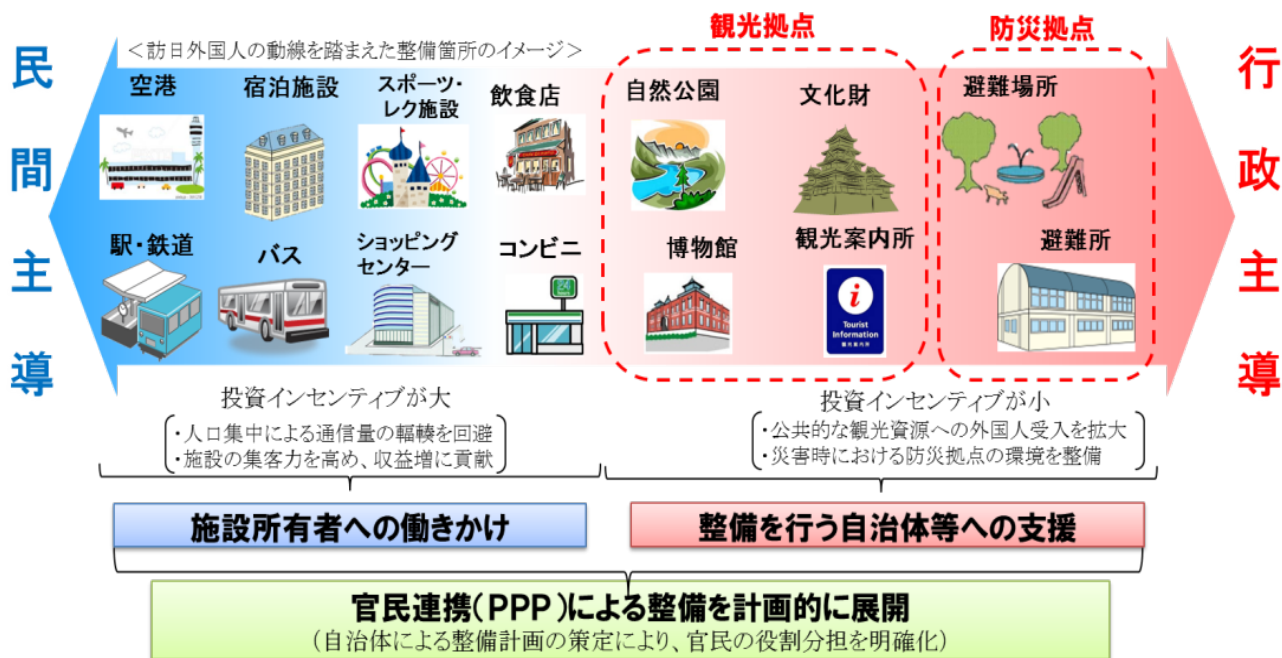 観光拠点
防災拠点
民間主導
行政主導
＜訪日外国人の動線を踏まえた整備箇所のイメージ＞
空港
宿泊施設
スポーツ・
レク施設
飲食店
自然公園
文化財
避難場所
駅・鉄道
バス
ショッピング
センター
コンビニ
24
博物館
観光案内所
i
Tourist
Information
観光案内所
避難所
投資インセンティブが大
・人口集中による通信量の輻輳を回避
・施設の集客力を高め、収益増に貢献
投資インセンティブが小
・公共的な観光資源への外国人受入を拡大
・災害時における防災拠点の環境を整備
施設所有者への働きかけ
整備を行う自治体等への支援
官民連携（PPP）による整備を計画的に展開
（自治体による整備計画の策定により、官民の役割分担を明確化）